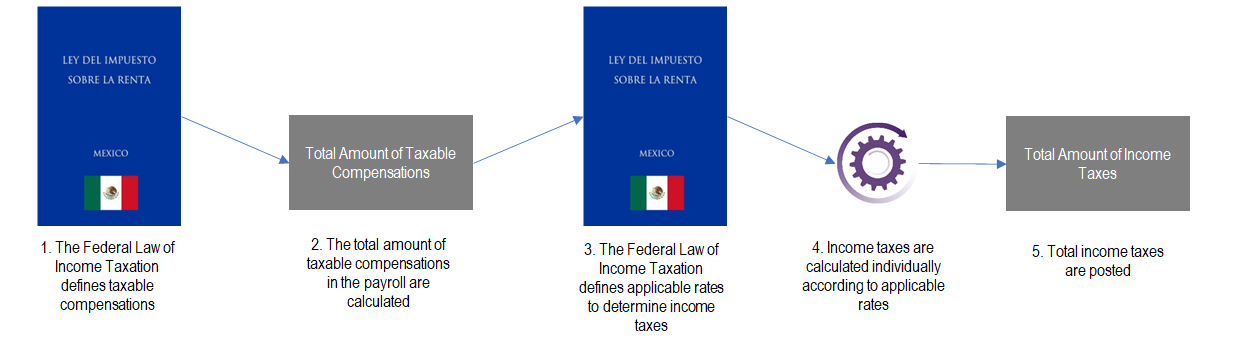 LEY DEL IMPUESTO
SOBRE LA RENTA
MEXICO
1. The Federal Law of
Income Taxation
defines taxable
compensations
Total Amount of Taxable
Compensations
2. The total amount of
taxable compensations
in the payroll are
calculated
LEY DEL IMPUESTO
SOBRE LA RENTA
MEXICO
3. The Federal Law of
Income Taxation
defines applicable rates
to determine income
taxes
4. Income taxes are
calculated individually
according to applicable
rates
Total Amount of Income
Taxes
5. Total income taxes
are posted